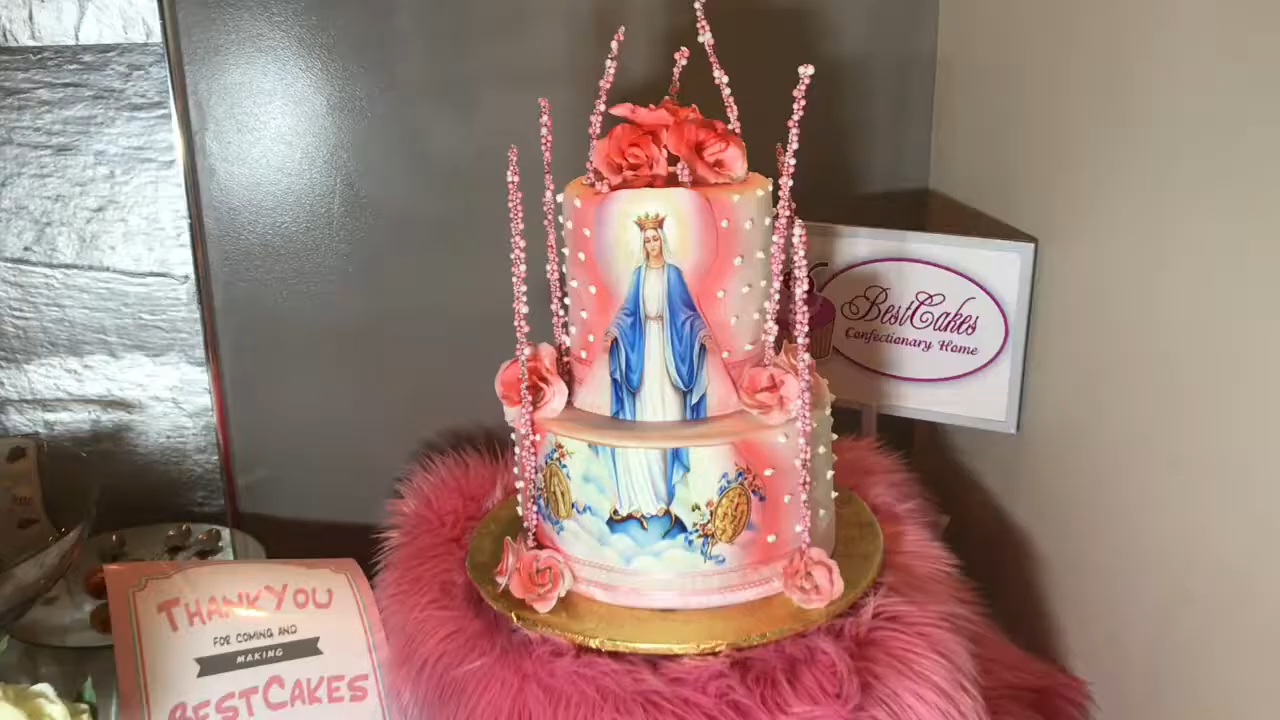 BestCakes
Confectionary Home
THANK YOU
FOR COMING AND
MAKING
BESTCAKES